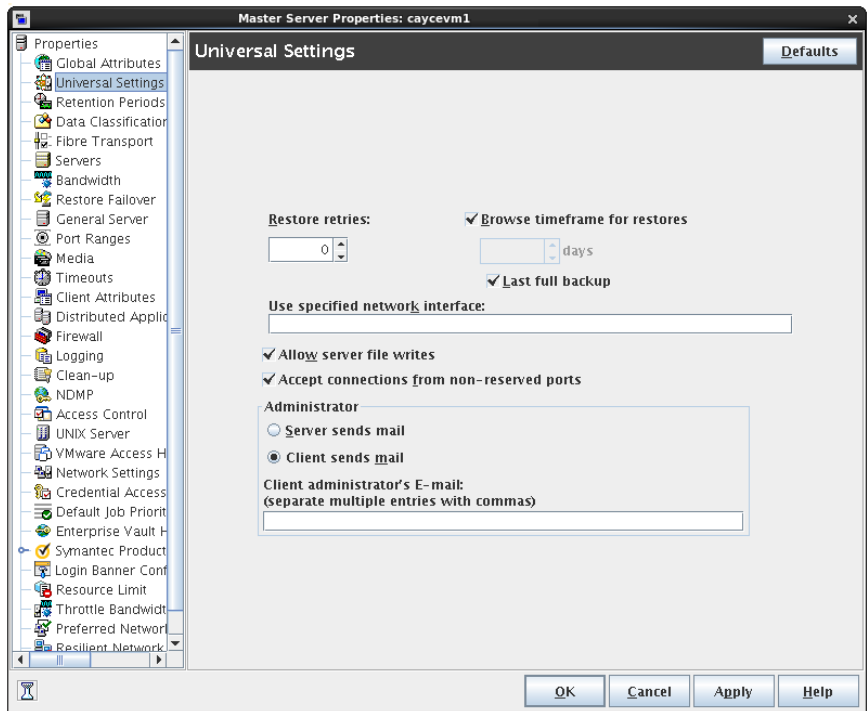 Master Server Properties: caycevm1
Properties
Global Attributes
Universal Settings
Retention Periods
Data Classification
Fibre Transport
Servers
Bandwidth
Restore Failover
General Server
Port Ranges
Media
Timeouts
Client Attributes
Distributed Applic
Firewall
Logging
Clean-up
NDMP
Access Control
UNIX Server
VMware Access H
Network Settings
Credential Access
Default Job Priorit
Enterprise Vault H
Symantec Product
Login Banner Conf
Resource Limit
Throttle Bandwidt
Preferred Network
Resilient Network
Universal Settings
Defaults
Restore retries:
Browse timeframe for restores
0
days
Last full backup
Use specified network interface:
Allow server file writes
Accept connections from non-reserved ports
Administrator
Server sends mail
Client sends mail
Client administrator's E-mail:
(separate multiple entries with commas)
OK
Cancel
Apply
Help